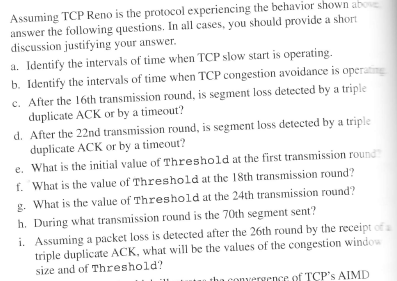 Assuming TCP Reno is the protocol experiencing the behavior shown above,
answer the following questions. In all cases, you should provide a short
discussion justifying your answer.
a. Identify the intervals of time when TCP slow start is operating.
b. Identify the intervals of time when TCP congestion avoidance is operating.
c. After the 16th transmission round, is segment loss detected by a triple
duplicate ACK or by a timeout?
d. After the 22nd transmission round, is segment loss detected by a triple
duplicate ACK or by a timeout?
e. What is the initial value of Threshold at the first transmission round?
f. What is the value of Threshold at the 18th transmission round?
g. What is the value of Threshold at the 24th transmission round?
h. During what transmission round is the 70th segment sent?
i. Assuming a packet loss is detected after the 26th round by the receipt of a
triple duplicate ACK, what will be the values of the congestion window
size and of Threshold?
the convergence of TCP's AIMD